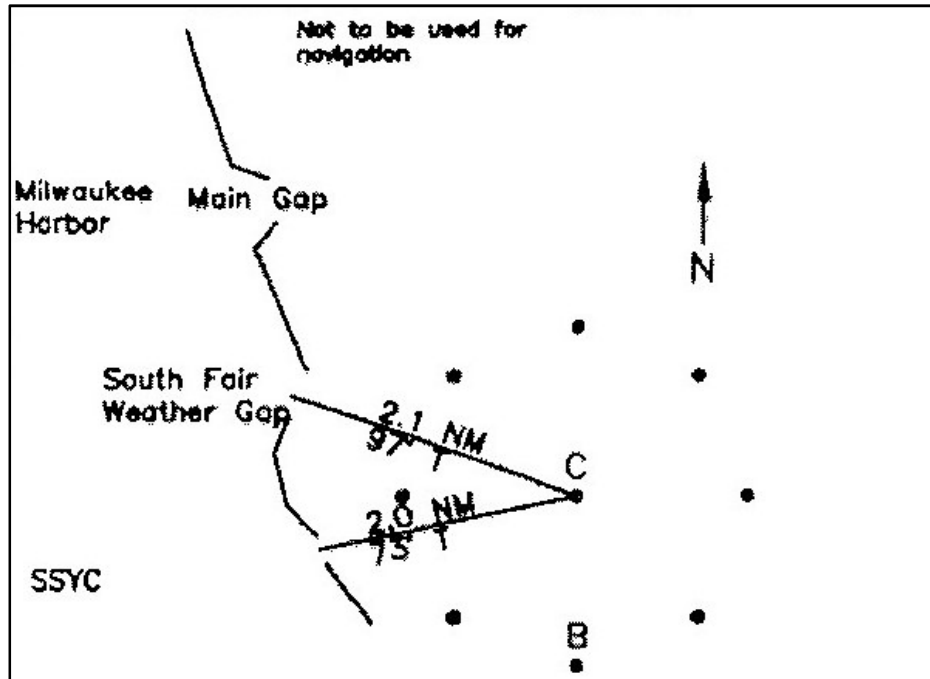 Not to be used for
navigation
Milwaukee
Harbor
Main Gap
N
South Fair
Weather Gap
2.1 NM
C
2.0 NM
SSYC
B